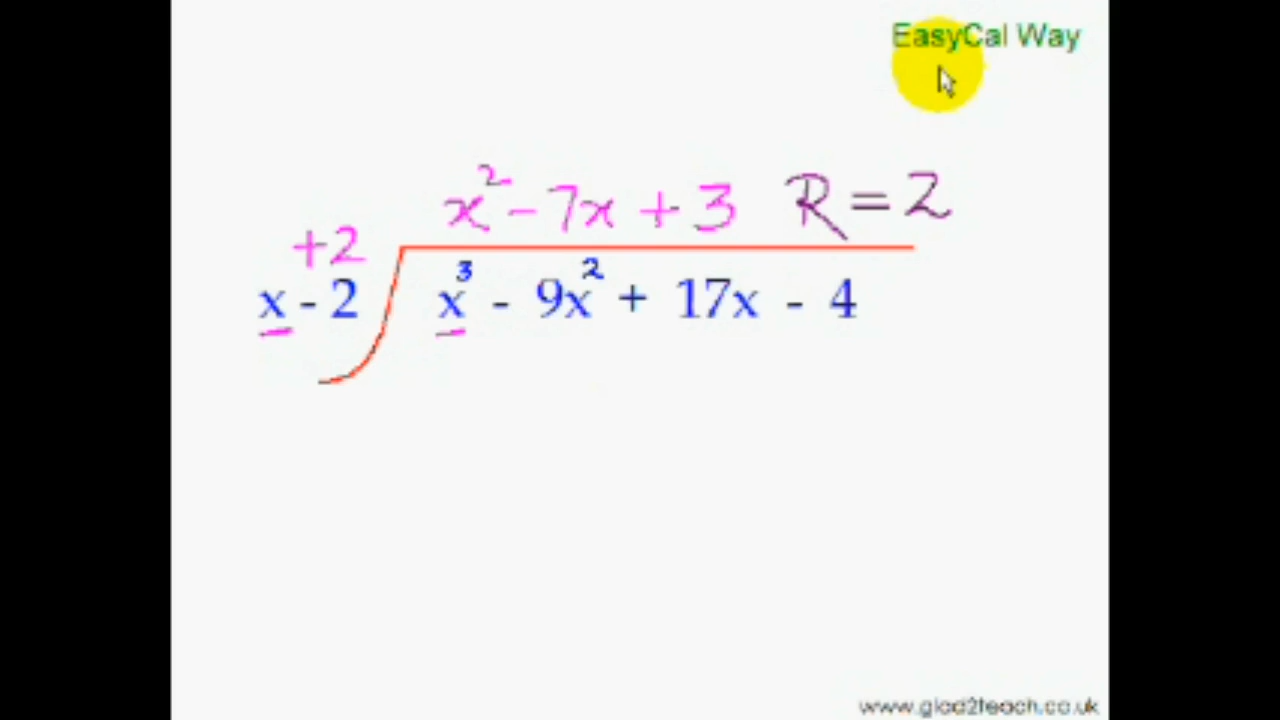 EasyCal Way
x² - 7x + 3 R = 2
+2
x - 2 x³ - 9x² + 17x - 4
www.glad2teach.co.uk